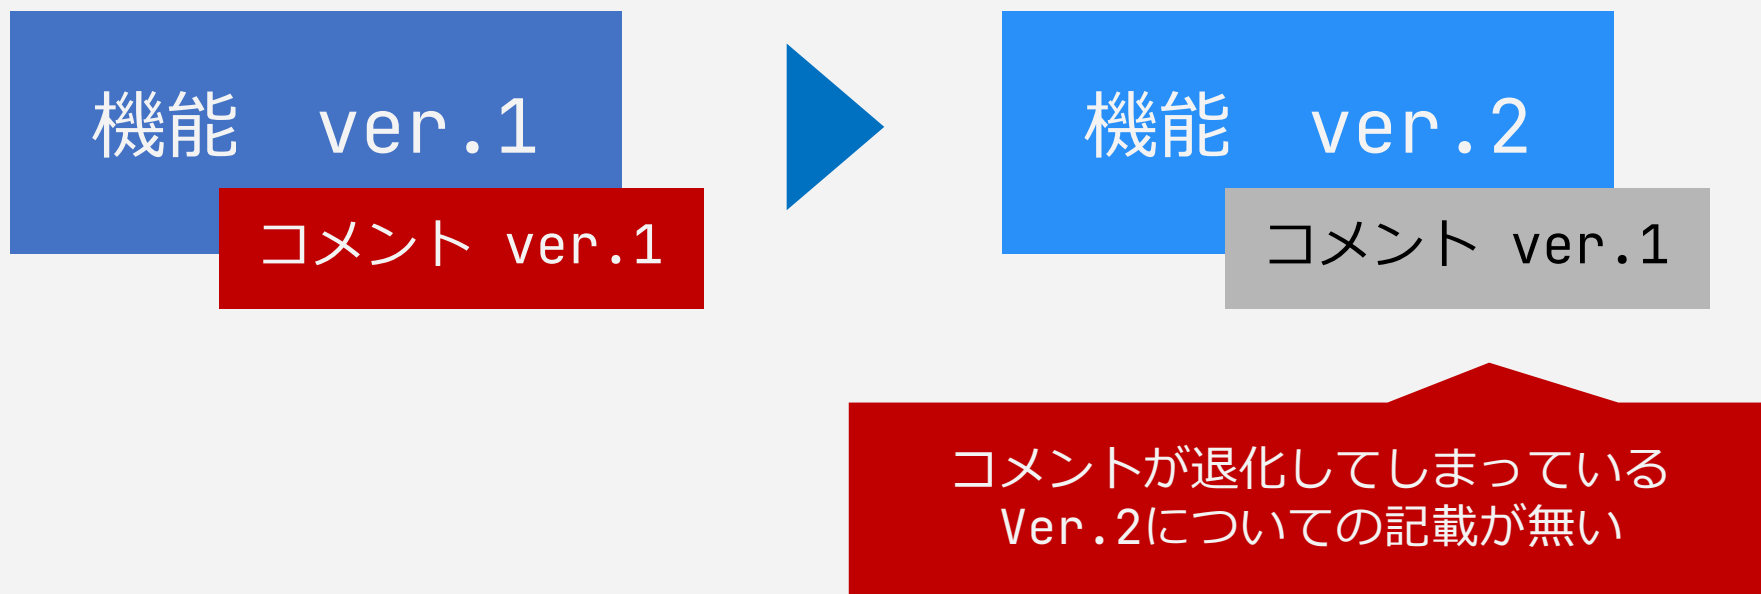 機能　ver.1
コメント ver.1
機能　ver.2
コメント ver.1
コメントが退化してしまっている
Ver.2についての記載が無い